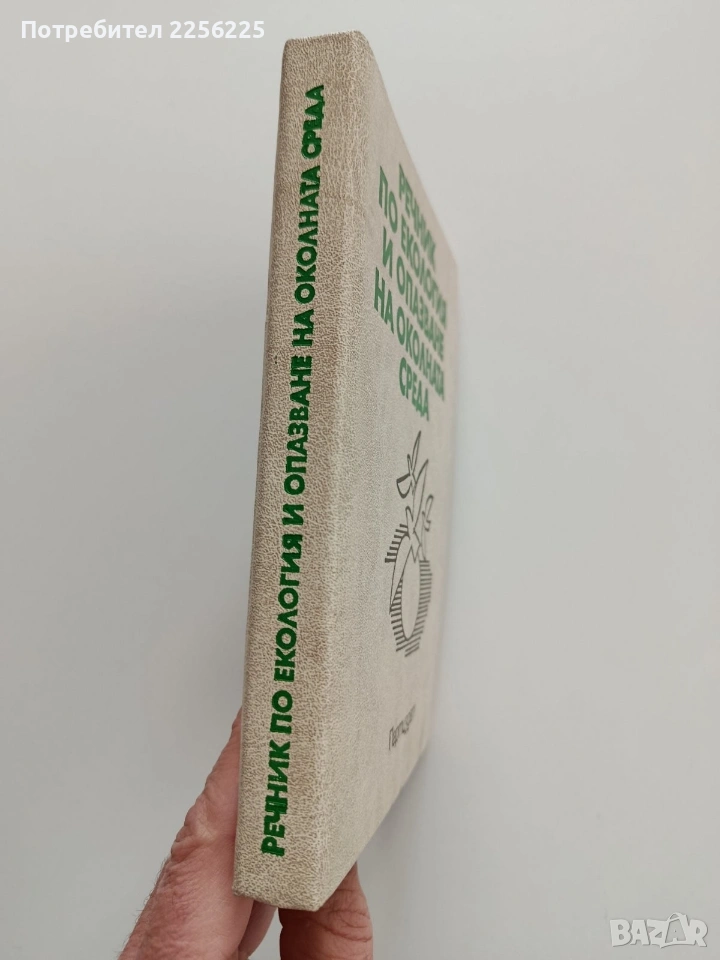 Потребител 2256225
РЕЧНИК ПО ЕКОЛОГИЯ И ОПАЗВАНЕ НА ОКОЛНАТА СРЕДА
РЕЧНИК
ПО ЕКОЛОГИЯ
И ОПАЗВАНЕ
НА ОКОЛНАТА
СРЕДА
BAZAR